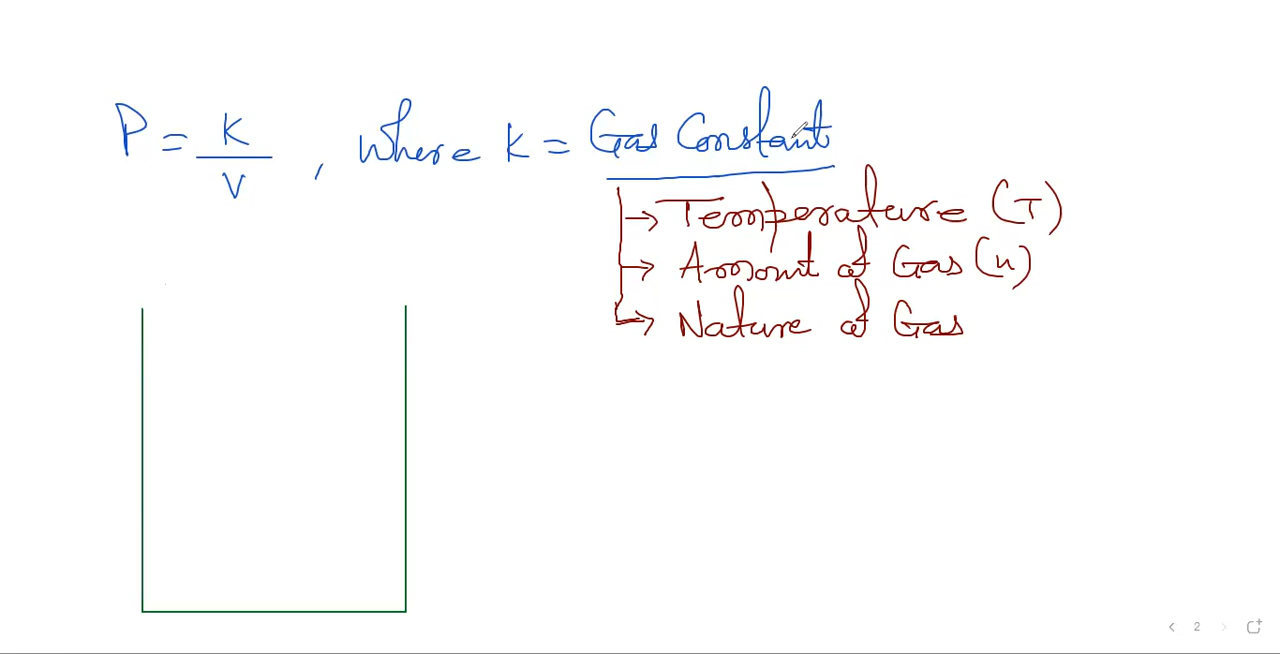 P = K/V , where k = Gas Constant
→ Temperature (T)
→ Amount of Gas (n)
→ Nature of Gas
2